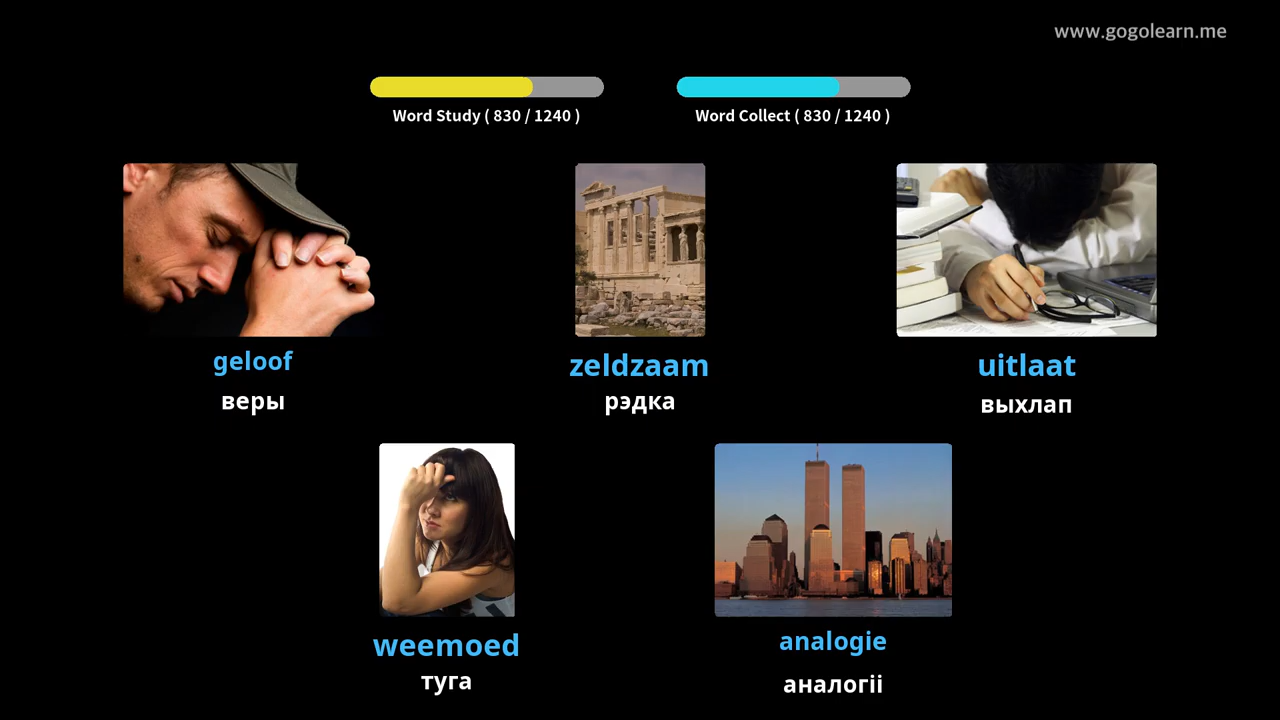 www.gogolearn.me
Word Study ( 830 / 1240 )
Word Collect ( 830 / 1240 )
geloof
веры
zeldzaam
рэдка
uitlaat
выхлап
weemoed
туга
analogie
аналогіі